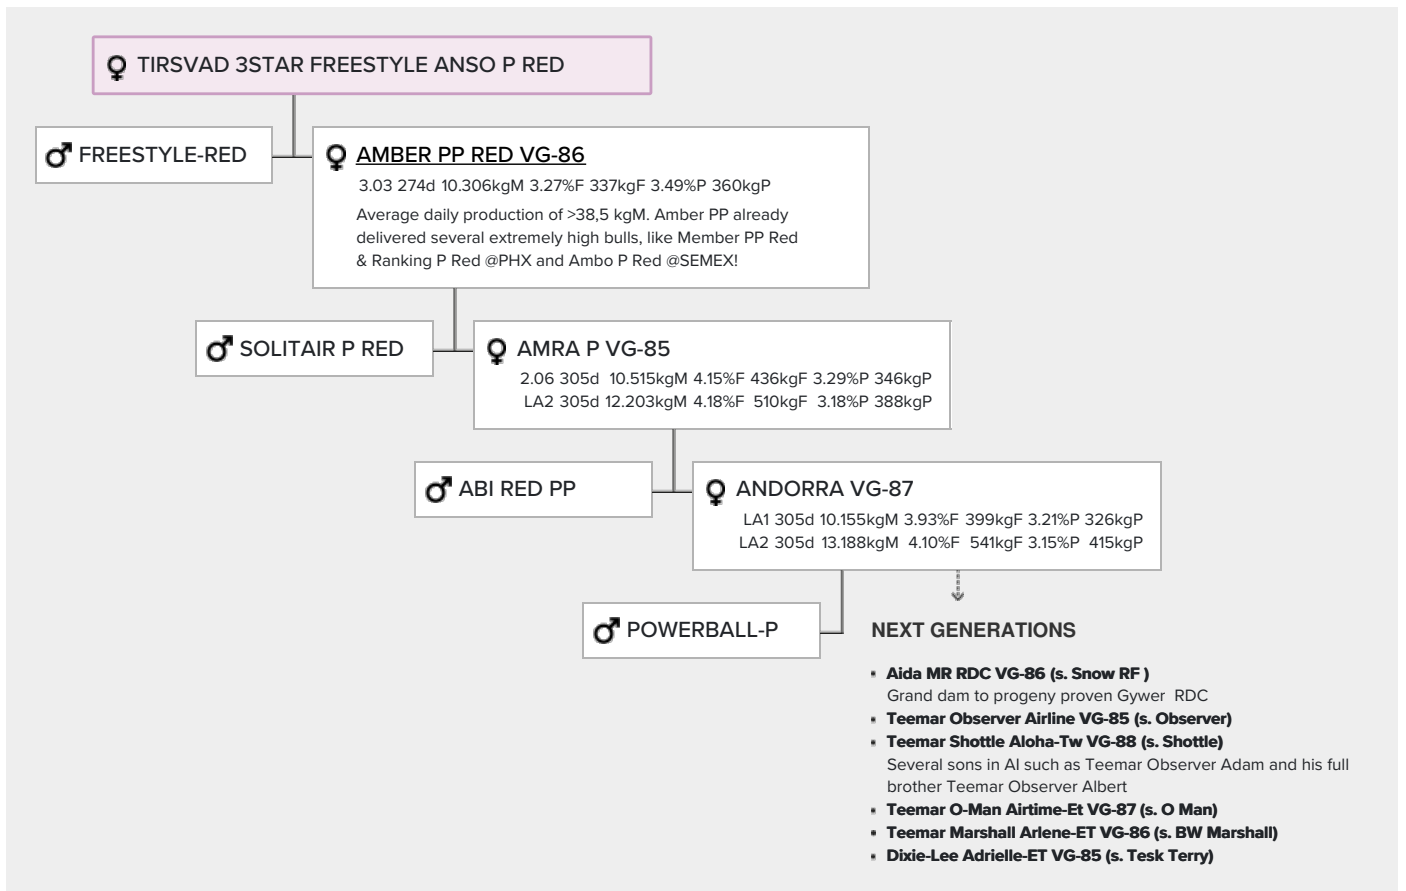 TIRSVAD 3STAR FREESTYLE ANSO P RED
FREESTYLE-RED
AMBER PP RED VG-86
3.03 274d 10.306kgM 3.27%F 337kgF 3.49%P 360kgP
Average daily production of >38,5 kgM. Amber PP already
delivered several extremely high bulls, like Member PP Red
& Ranking P Red @PHX and Ambo P Red @SEMEX!
SOLITAIR P RED
AMRA P VG-85
2.06 305d 10.515kgM 4.15%F 436kgF 3.29%P 346kgP
LA2 305d 12.203kgM 4.18%F 510kgF 3.18%P 388kgP
ABI RED PP
ANDORRA VG-87
LA1 305d 10.155kgM 3.93%F 399kgF 3.21%P 326kgP
LA2 305d 13.188kgM 4.10%F 541kgF 3.15%P 415kgP
POWERBALL-P
NEXT GENERATIONS
▪ Aida MR RDC VG-86 (s. Snow RF )
Grand dam to progeny proven Gywer RDC
▪ Teemar Observer Airline VG-85 (s. Observer)
▪ Teemar Shottle Aloha-Tw VG-88 (s. Shottle)
Several sons in AI such as Teemar Observer Adam and his full
brother Teemar Observer Albert
▪ Teemar O-Man Airtime-Et VG-87 (s. O Man)
▪ Teemar Marshall Arlene-ET VG-86 (s. BW Marshall)
▪ Dixie-Lee Adrielle-ET VG-85 (s. Tesk Terry)